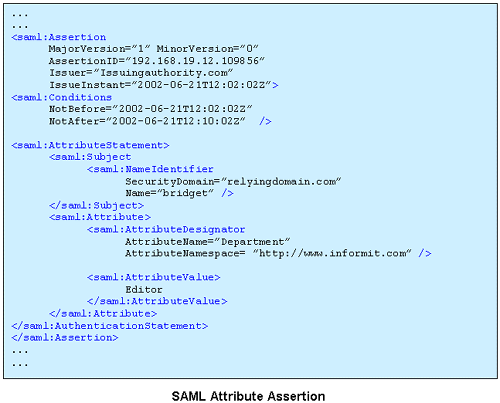 ...
...
<saml:Assertion
MajorVersion="1" MinorVersion="0"
AssertionID="192.168.19.12.109856"
Issuer="Issuingauthority.com"
IssueInstant="2002-06-21T12:02:02Z">
<saml:Conditions
NotBefore="2002-06-21T12:02:02Z"
NotAfter="2002-06-21T12:10:02Z" />
<saml:AttributeStatement>
<saml:Subject
<saml:NameIdentifier
SecurityDomain="relyingdomain.com"
Name="bridget" />
</saml:Subject>
<saml:Attribute>
<saml:AttributeDesignator
AttributeName="Department"
AttributeNamespace= "http://www.informit.com" />
<saml:AttributeValue>
Editor
</saml:AttributeValue>
</saml:Attribute>
</saml:AuthenticationStatement>
</saml:Assertion>
...
...
SAML Attribute Assertion